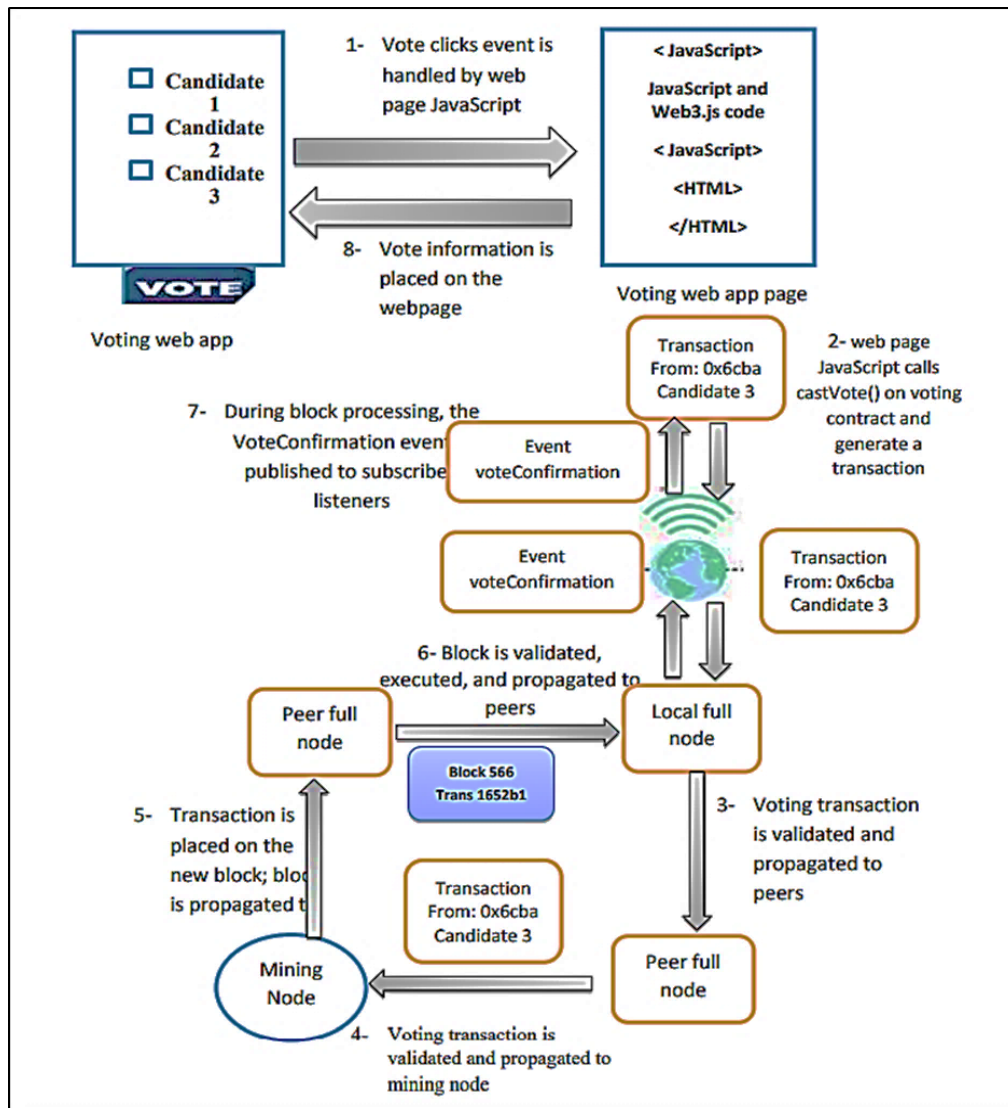 1- Vote clicks event is
handled by web
page JavaScript
Candidate
1
Candidate
2
Candidate
3
VOTE
Voting web app
< JavaScript>
JavaScript and
Web3.js code
< JavaScript>
<HTML>
</HTML>
Voting web app page
8- Vote information is
placed on the
webpage
Transaction
From: 0x6cba
Candidate 3
2- web page
JavaScript calls
castVote() on voting
contract and
generate a
transaction
7- During block processing, the
VoteConfirmation event
published to subscribe
listeners
Event
voteConfirmation
Event
voteConfirmation
Transaction
From: 0x6cba
Candidate 3
6- Block is validated,
executed, and propagated to
peers
Peer full
node
Local full
node
Block 566
Trans 1652b1
5- Transaction is
placed on the
new block; bloc
is propagated t
3- Voting transaction
is validated and
propagated to
peers
Transaction
From: 0x6cba
Candidate 3
Mining
Node
Peer full
node
4- Voting transaction is
validated and propagated to
mining node